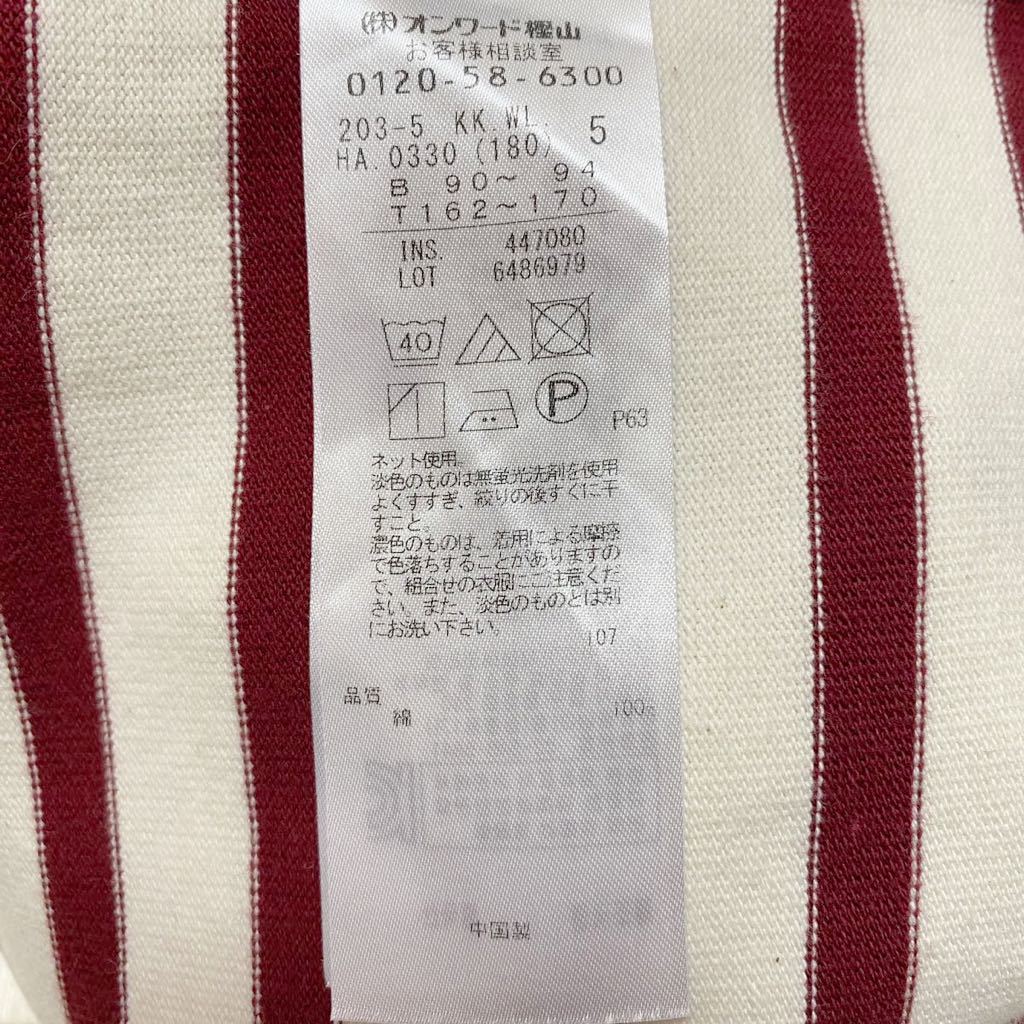 (株)オンワード樫山
お客様相談室
0120-58-6300
203-5 KK.WL. 5
HA.0330 (180)
B 90～ 94
T 162～170
INS. 447080
LOT 6486979
40
P
P63
ネット使用。
淡色のものは無蛍光洗剤を使用
よくすすぎ、絞りの後すぐに干
すこと。
濃色のものは、着用による摩擦
で色落ちすることがありますの
で、組合せの衣服にご注意くだ
さい。また、淡色のものとは別
にお洗い下さい。
107
品質
綿 100%
中国製